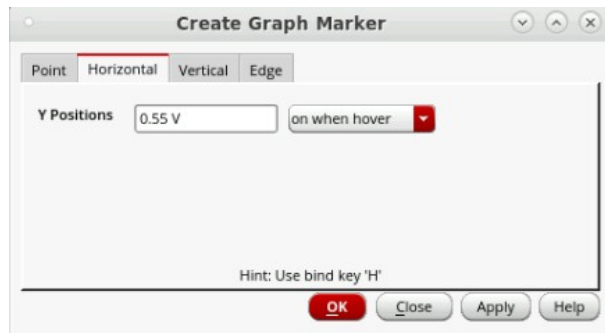 Create Graph Marker
Point Horizontal Vertical Edge
Y Positions 0.55 V on when hover
Hint: Use bind key 'H'
OK Close Apply Help